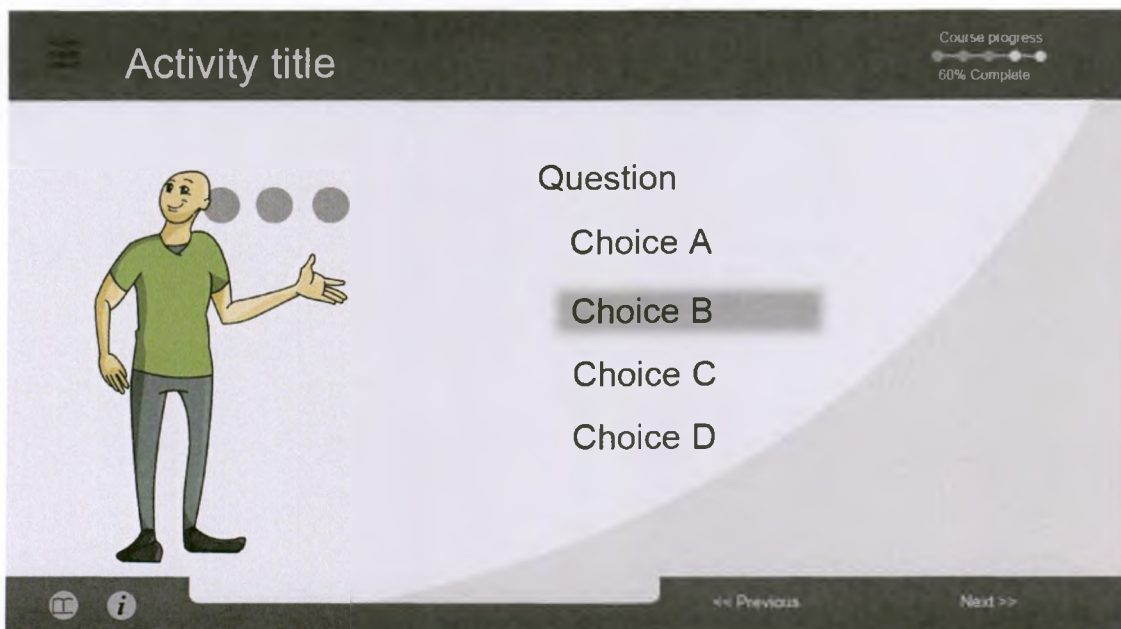 Activity title
Course progress
60% Complete
Question
Choice A
Choice B
Choice C
Choice D
i
<< Previous
Next >>